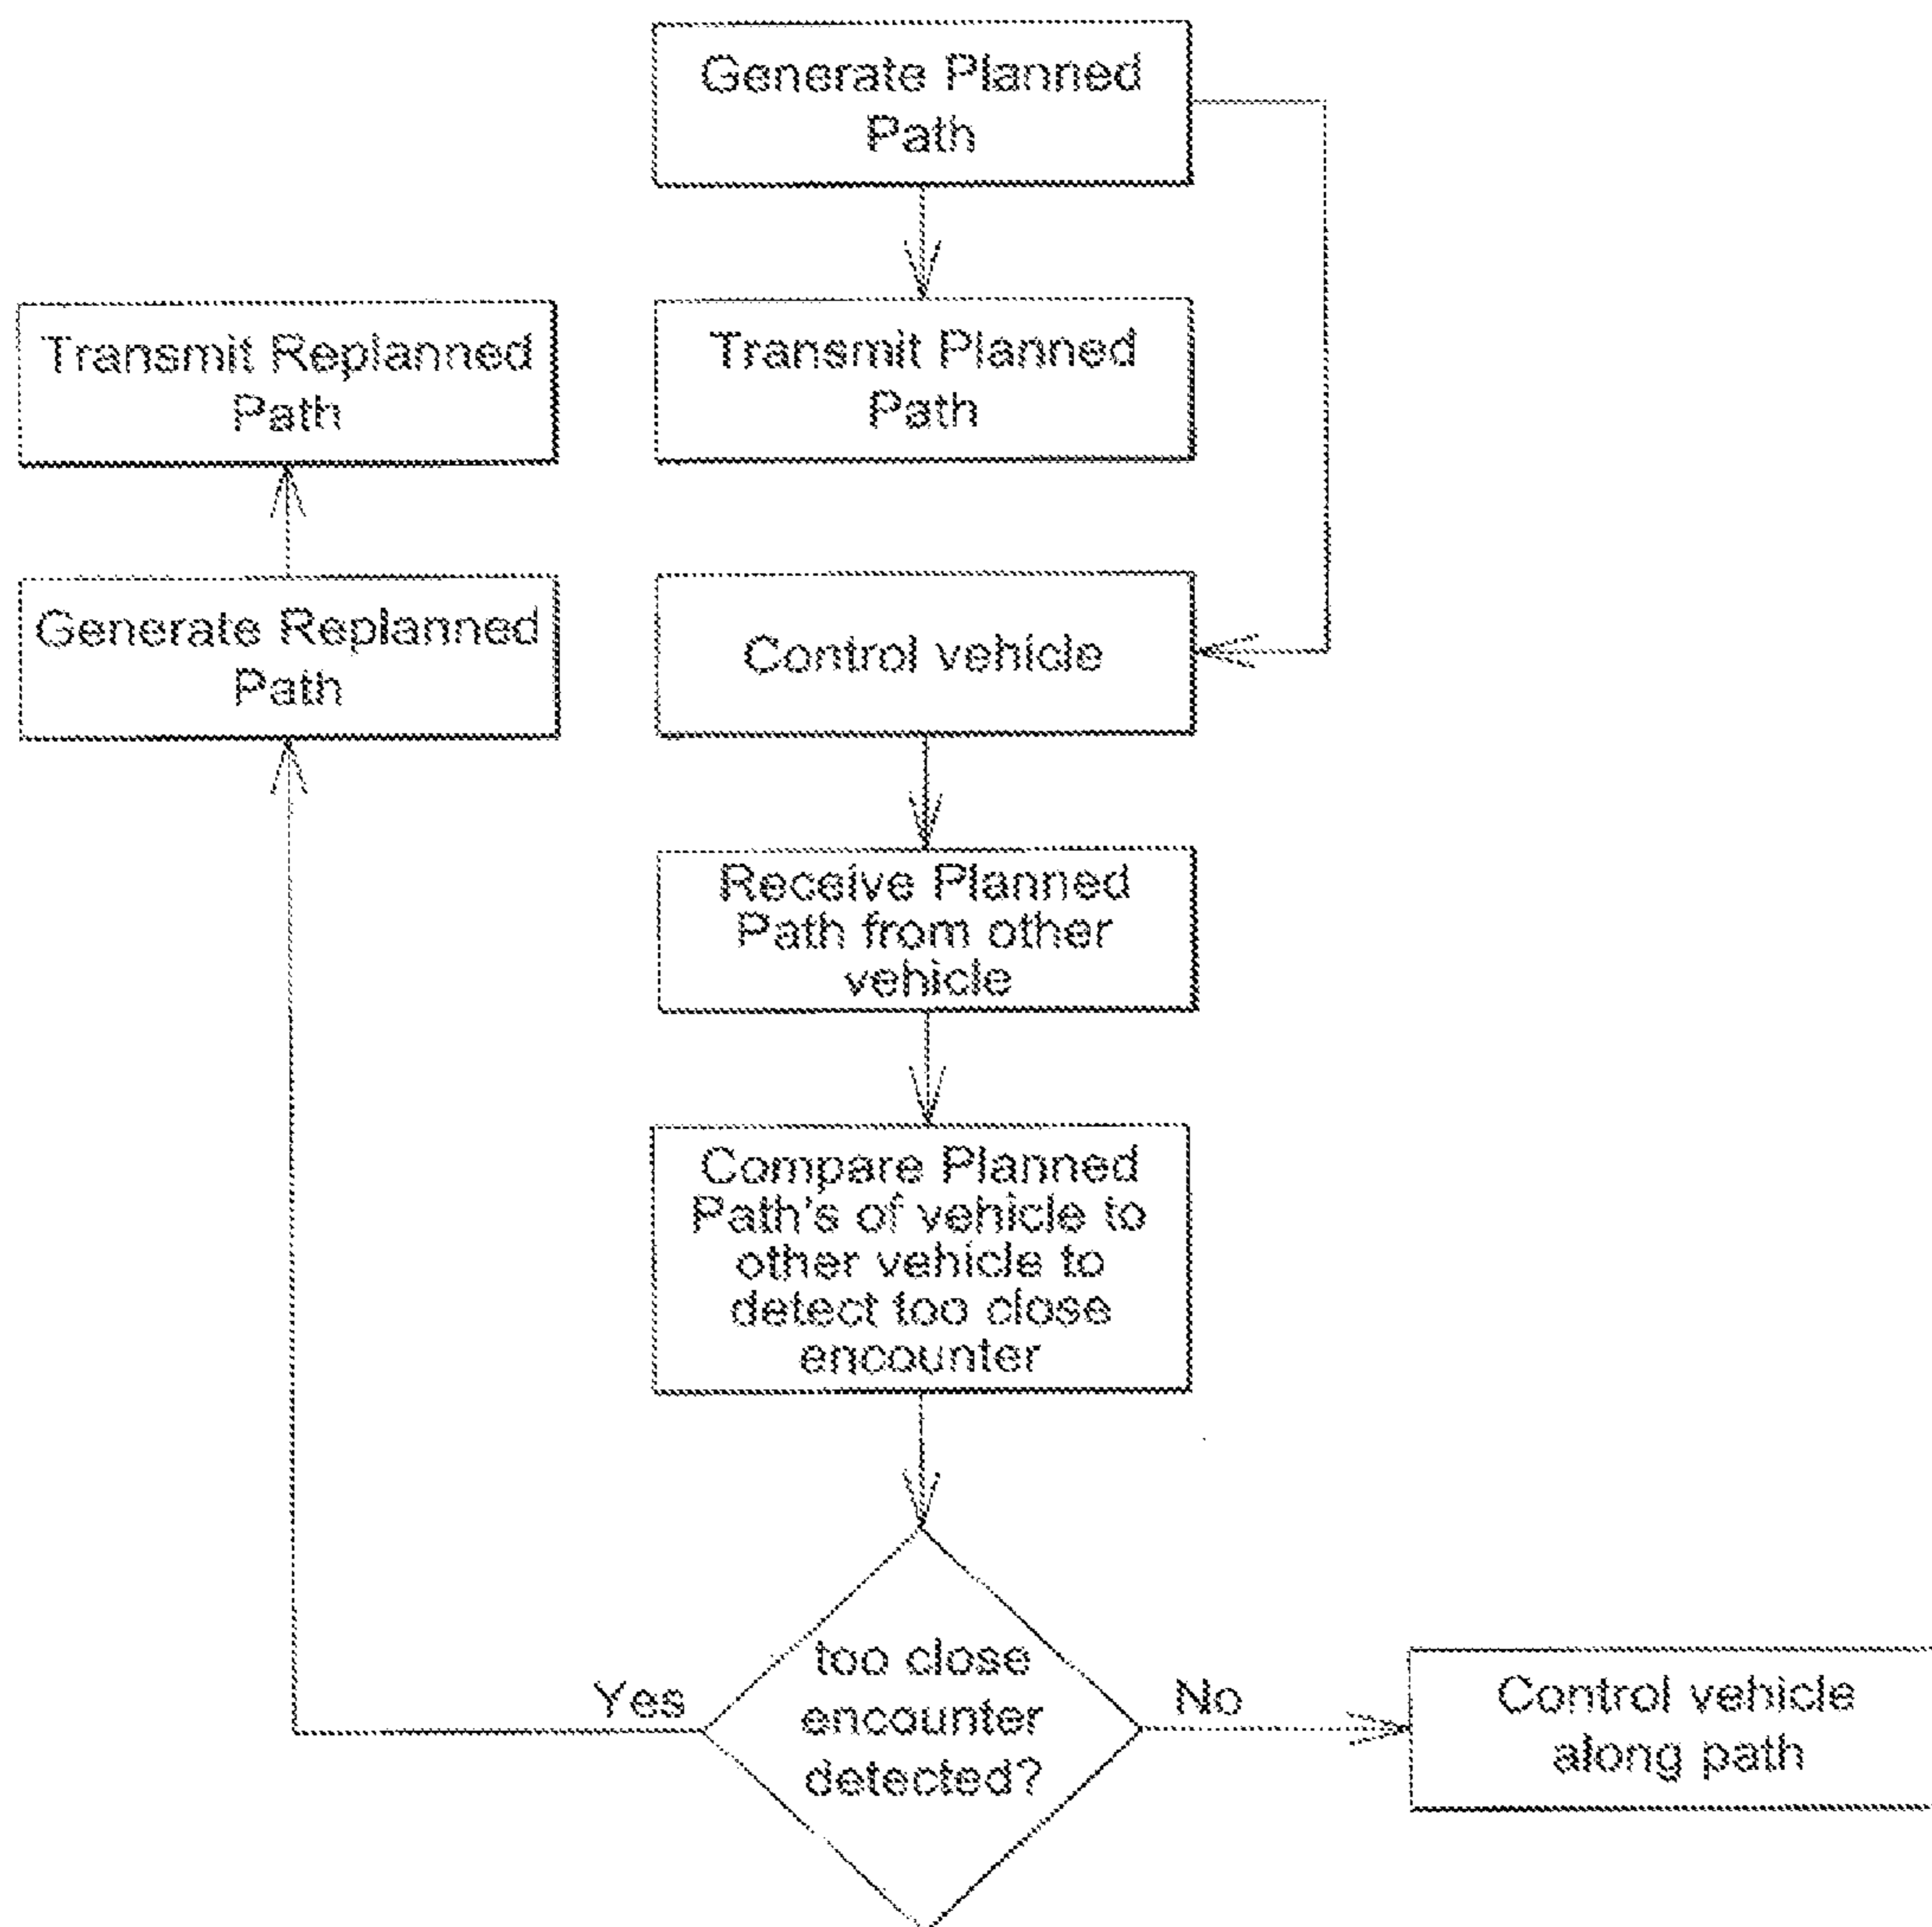 Generate Planned
Path
Transmit Replanned
Path
Transmit Planned
Path
Generate Replanned
Path
Control vehicle
Receive Planned
Path from other
vehicle
Compare Planned
Path's of vehicle to
other vehicle to
detect too close
encounter
too close
encounter
detected?
Yes
No
Control vehicle
along path